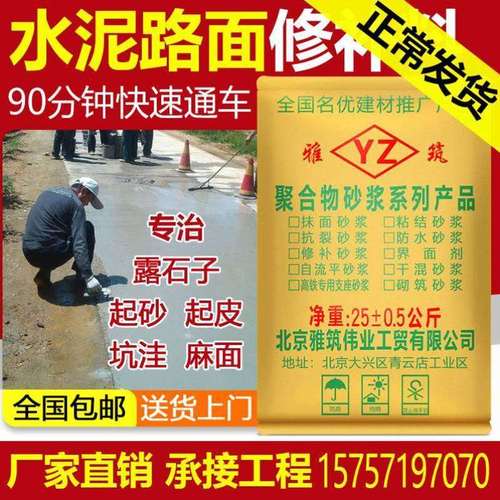 水泥路面修补料
正常发货
90分钟快速通车
全国名优建材推广产
雅 YZ 筑
聚合物砂浆系列产品
□抹面砂浆 □粘结砂浆
□抗裂砂浆 □防水砂浆
□修补砂浆 □界面剂
□自流平砂浆 □干混砂浆
□高铁专用支座砂浆 □砌筑砂浆
净重:25±0.5公斤
北京雅筑伟业工贸有限公司
地址:北京大兴区青云店工业区
专治
露石子
起砂 起皮
坑洼 麻面
全国包邮 送货上门
厂家直销 承接工程 15757197070